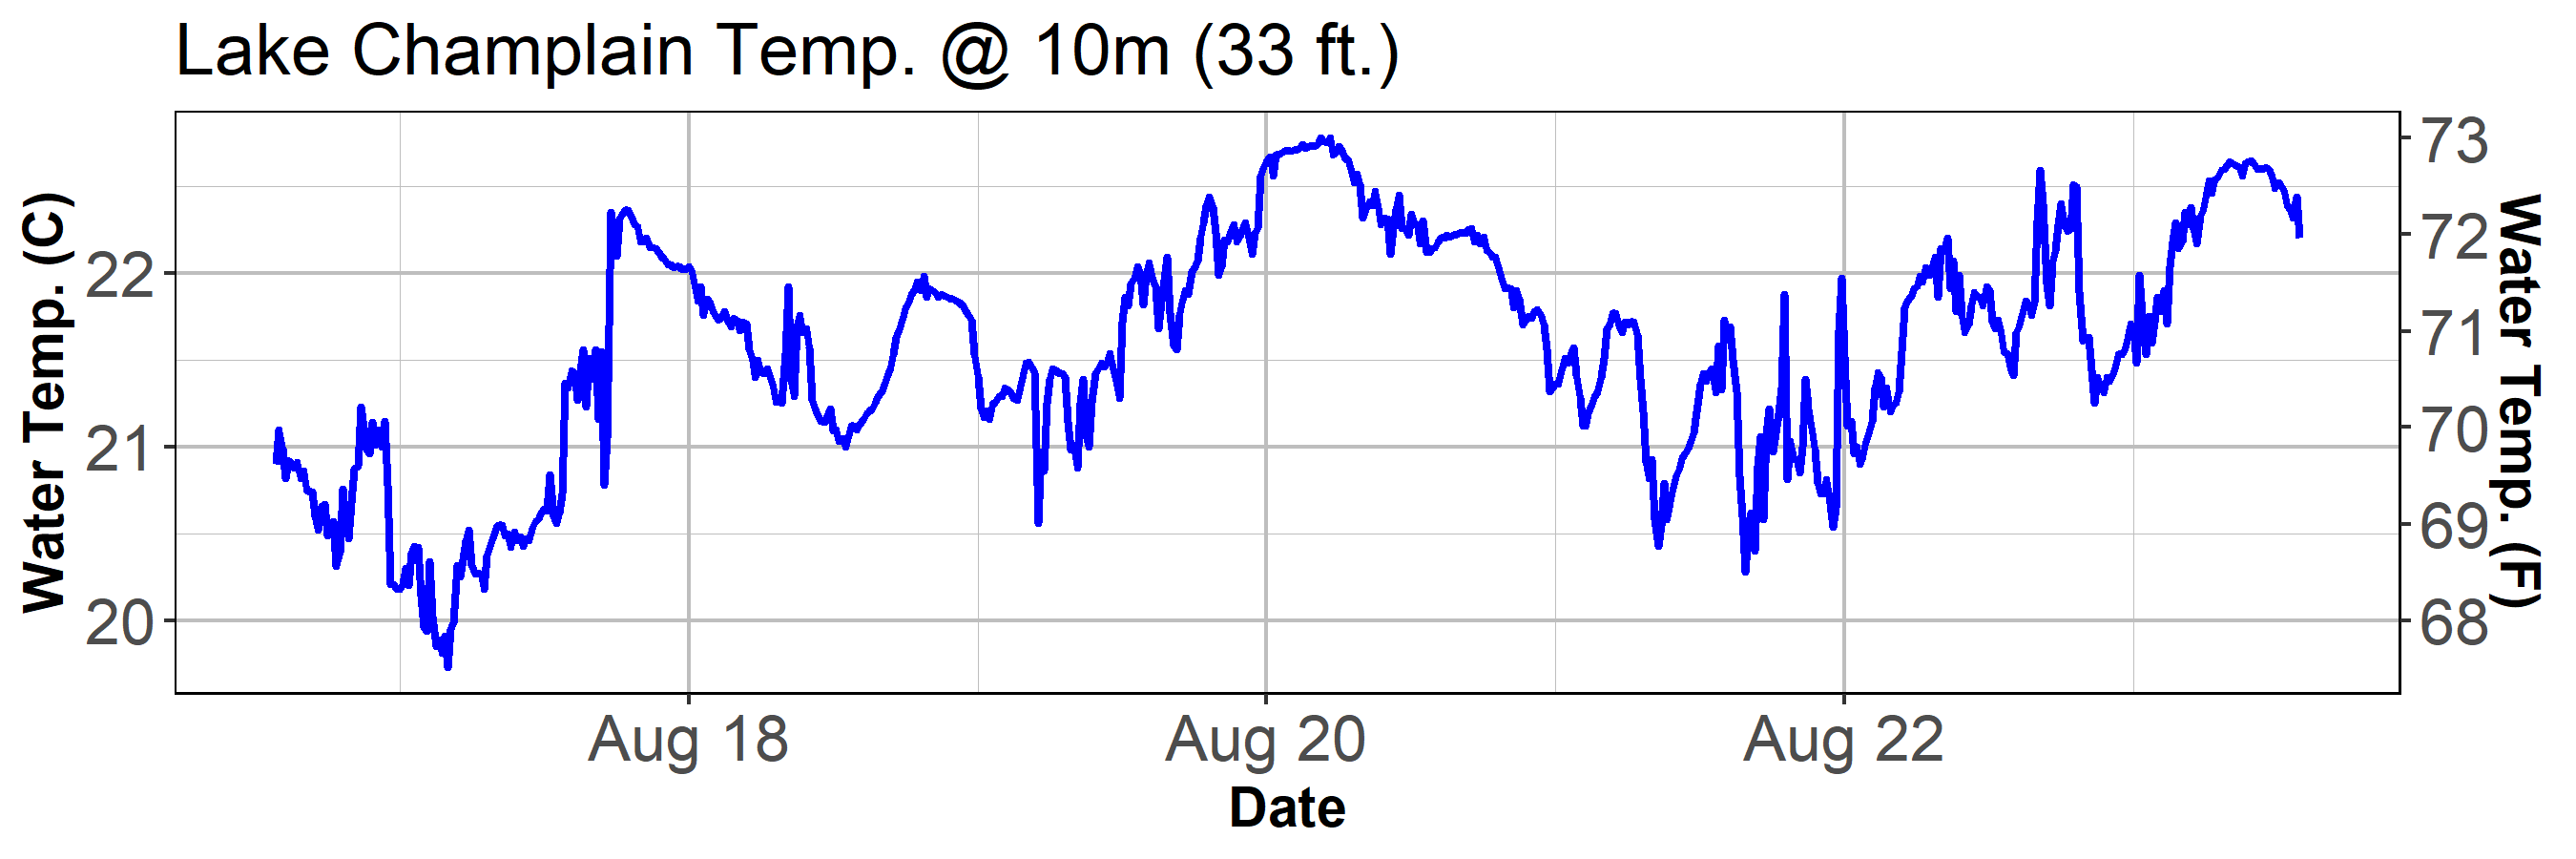 Lake Champlain Temp. @ 10m (33 ft.)
Water Temp. (C)
22
21
20
73
72
71
70
69
68
Water Temp. (F)
Aug 18
Aug 20
Aug 22
Date